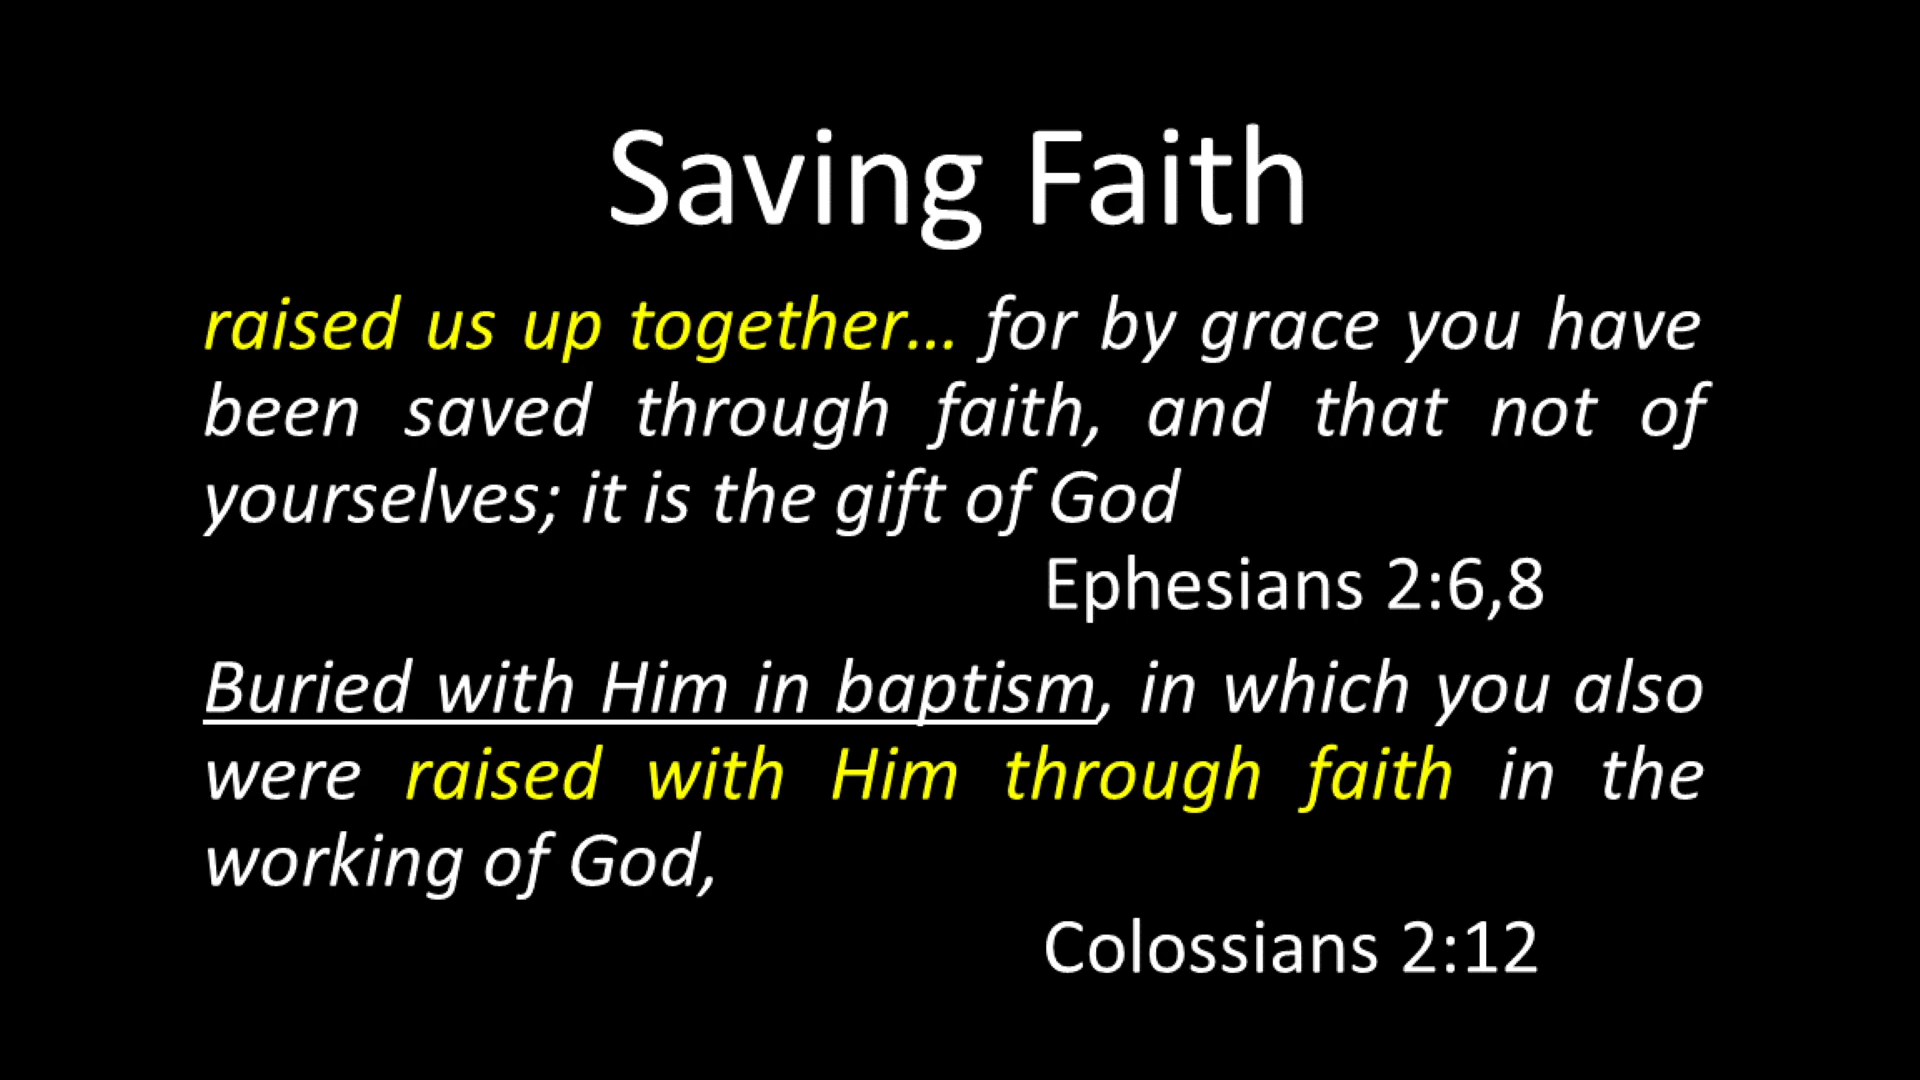 Saving Faith
raised us up together... for by grace you have
been saved through faith, and that not of
yourselves; it is the gift of God
Ephesians 2:6,8
Buried with Him in baptism, in which you also
were raised with Him through faith in the
working of God,
Colossians 2:12